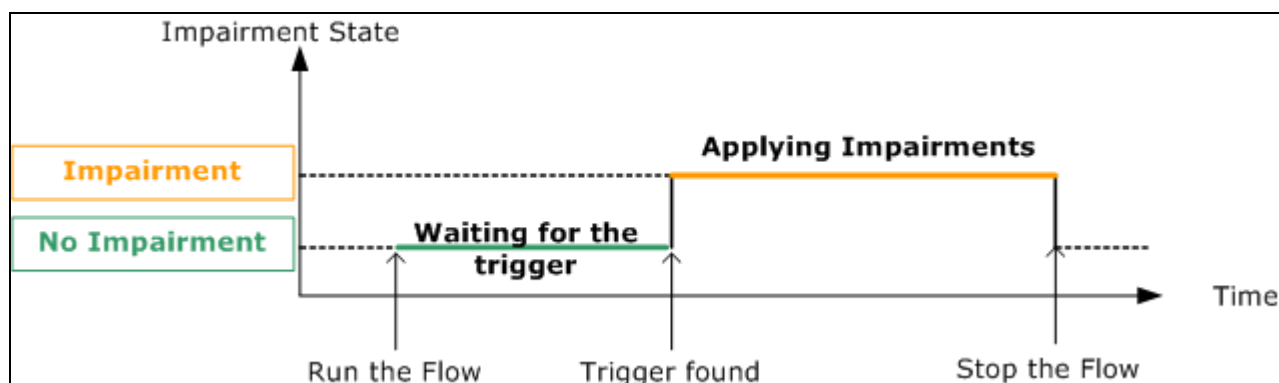 Impairment State
Applying Impairments
Impairment
No Impairment
Waiting for the
trigger
Time
Run the Flow
Trigger found
Stop the Flow